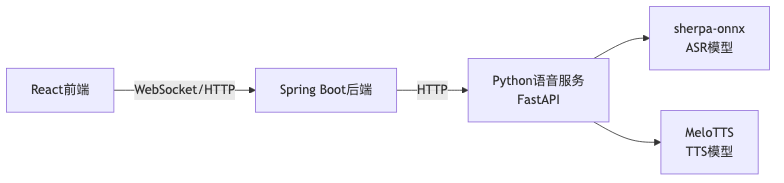 React前端
WebSocket/HTTP
Spring Boot后端
HTTP
Python语音服务
FastAPI
sherpa-onnx
ASR模型
MeloTTS
TTS模型